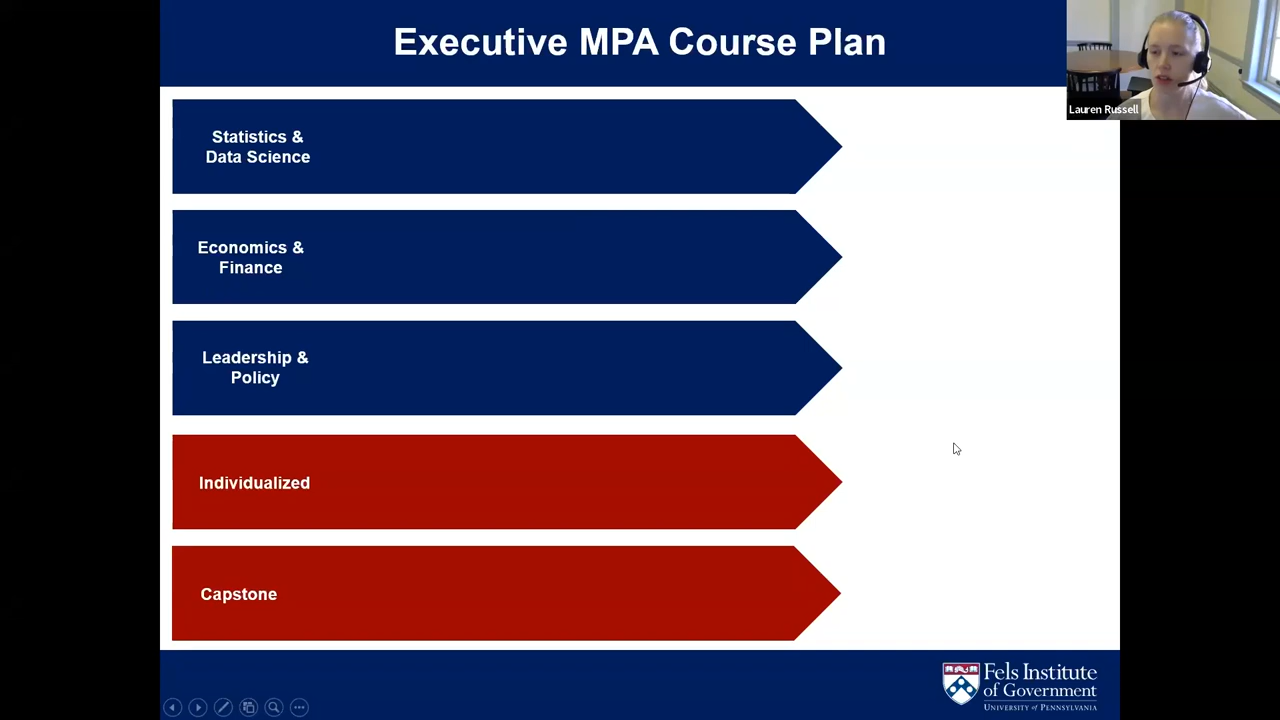 Executive MPA Course Plan
Lauren Russell
Statistics &
Data Science
Economics &
Finance
Leadership &
Policy
Individualized
Capstone
Fels Institute
of Government
UNIVERSITY of PENNSYLVANIA